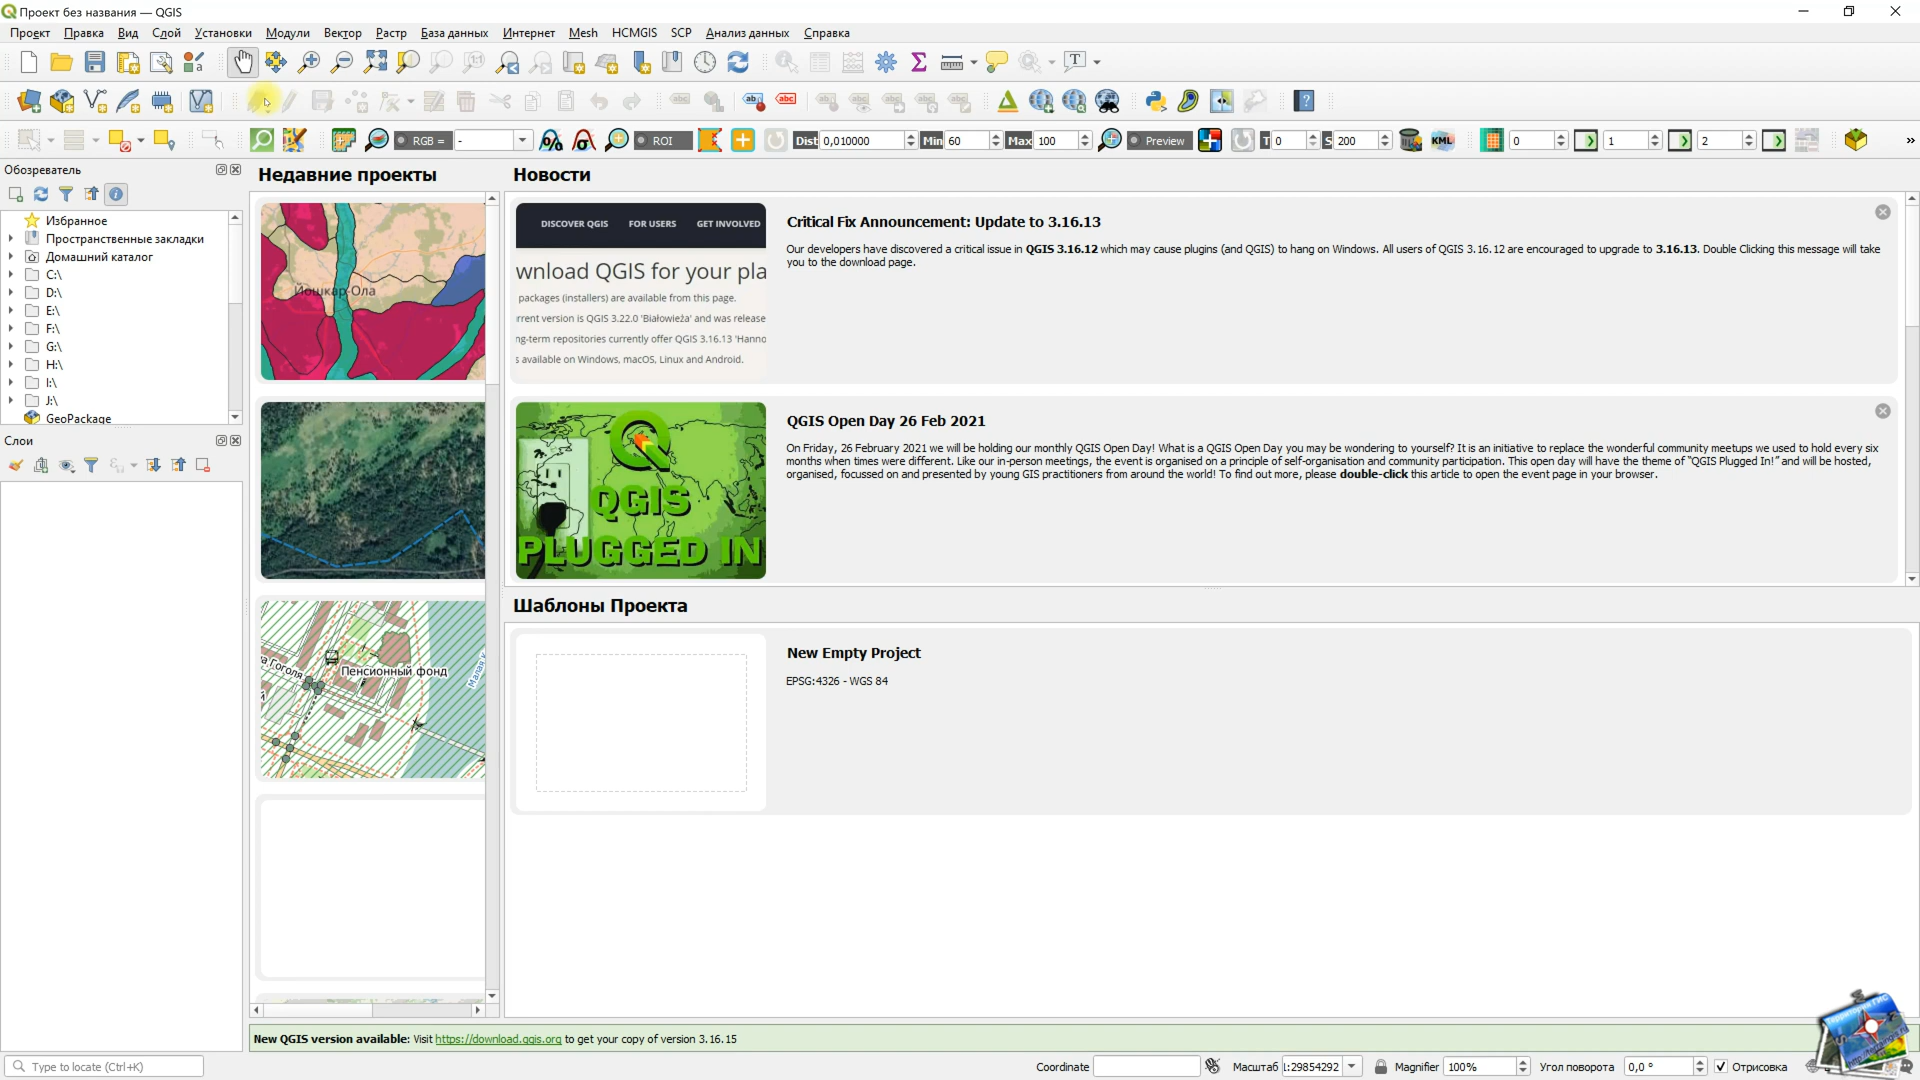 Проект без названия — QGIS
Проект Правка Вид Слой Установки Модули Вектор Растр База данных Интернет Mesh HCMGIS SCP Анализ данных Справка
RGB = - ROI Dist 0,010000 Min 60 Max 100 Preview T 0 S 200 KML 0 1 2 »
Обозреватель
Избранное
Пространственные закладки
Домашний каталог
C:\
D:\
E:\
F:\
G:\
H:\
I:\
J:\
GeoPackage
Слои
Недавние проекты
Йошкар-Ола
а Гоголя
Пенсионный фонд
Малая К
Новости
DISCOVER QGIS FOR USERS GET INVOLVED
wnload QGIS for your pla
packages (installers) are available from this page.
rrent version is QGIS 3.22.0 'Białowieża' and was release
ng-term repositories currently offer QGIS 3.16.13 'Hanno
s available on Windows, macOS, Linux and Android.
Critical Fix Announcement: Update to 3.16.13
Our developers have discovered a critical issue in QGIS 3.16.12 which may cause plugins (and QGIS) to hang on Windows. All users of QGIS 3.16.12 are encouraged to upgrade to 3.16.13. Double Clicking this message will take
you to the download page.
QGIS
PLUGGED IN
QGIS Open Day 26 Feb 2021
On Friday, 26 February 2021 we will be holding our monthly QGIS Open Day! What is a QGIS Open Day you may be wondering to yourself? It is an initiative to replace the wonderful community meetups we used to hold every six
months when times were different. Like our in-person meetings, the event is organised on a principle of self-organisation and community participation. This open day will have the theme of “QGIS Plugged In!” and will be hosted,
organised, focussed on and presented by young GIS practitioners from around the world! To find out more, please double-click this article to open the event page in your browser.
Шаблоны Проекта
New Empty Project
EPSG:4326 - WGS 84
New QGIS version available: Visit https://download.qgis.org to get your copy of version 3.16.15
Type to locate (Ctrl+K)
Coordinate Масштаб 1:29854292 Magnifier 100% Угол поворота 0,0 ° Отрисовка